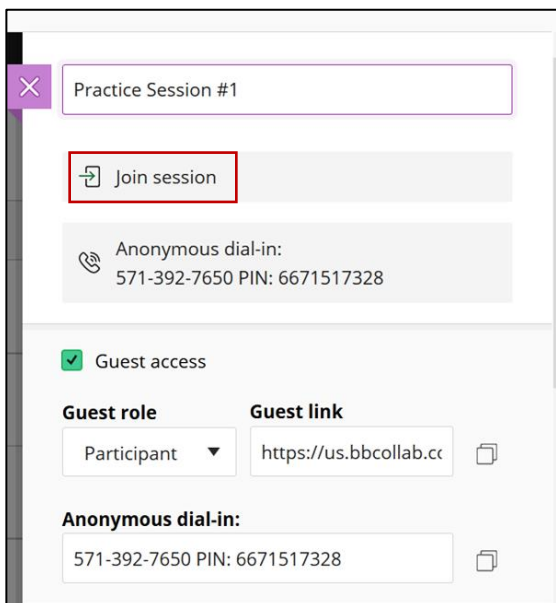 Practice Session #1
Join session
Anonymous dial-in:
571-392-7650 PIN: 6671517328
Guest access
Guest role Guest link
Participant https://us.bbcollab.cc
Anonymous dial-in:
571-392-7650 PIN: 6671517328